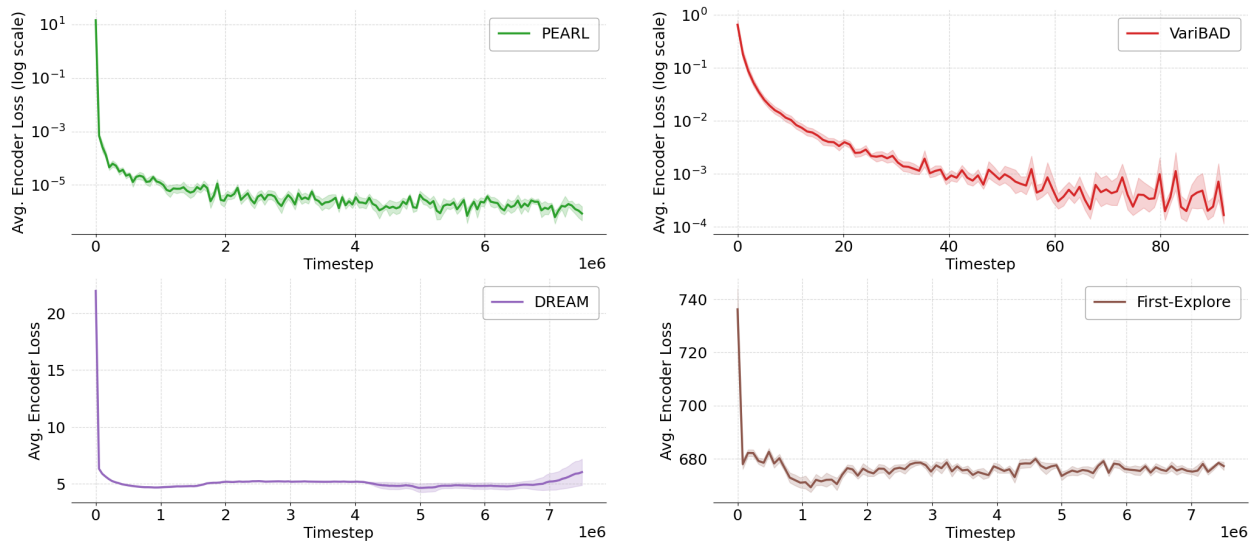 Avg. Encoder Loss (log scale)
10^1
10^-1
10^-3
10^-5
PEARL
0 2 4 6
Timestep
1e6
Avg. Encoder Loss (log scale)
10^0
10^-1
10^-2
10^-3
10^-4
VariBAD
0 20 40 60 80
Timestep
Avg. Encoder Loss
20
15
10
5
DREAM
0 1 2 3 4 5 6 7
Timestep
1e6
Avg. Encoder Loss
740
720
700
680
First-Explore
0 1 2 3 4 5 6 7
Timestep
1e6